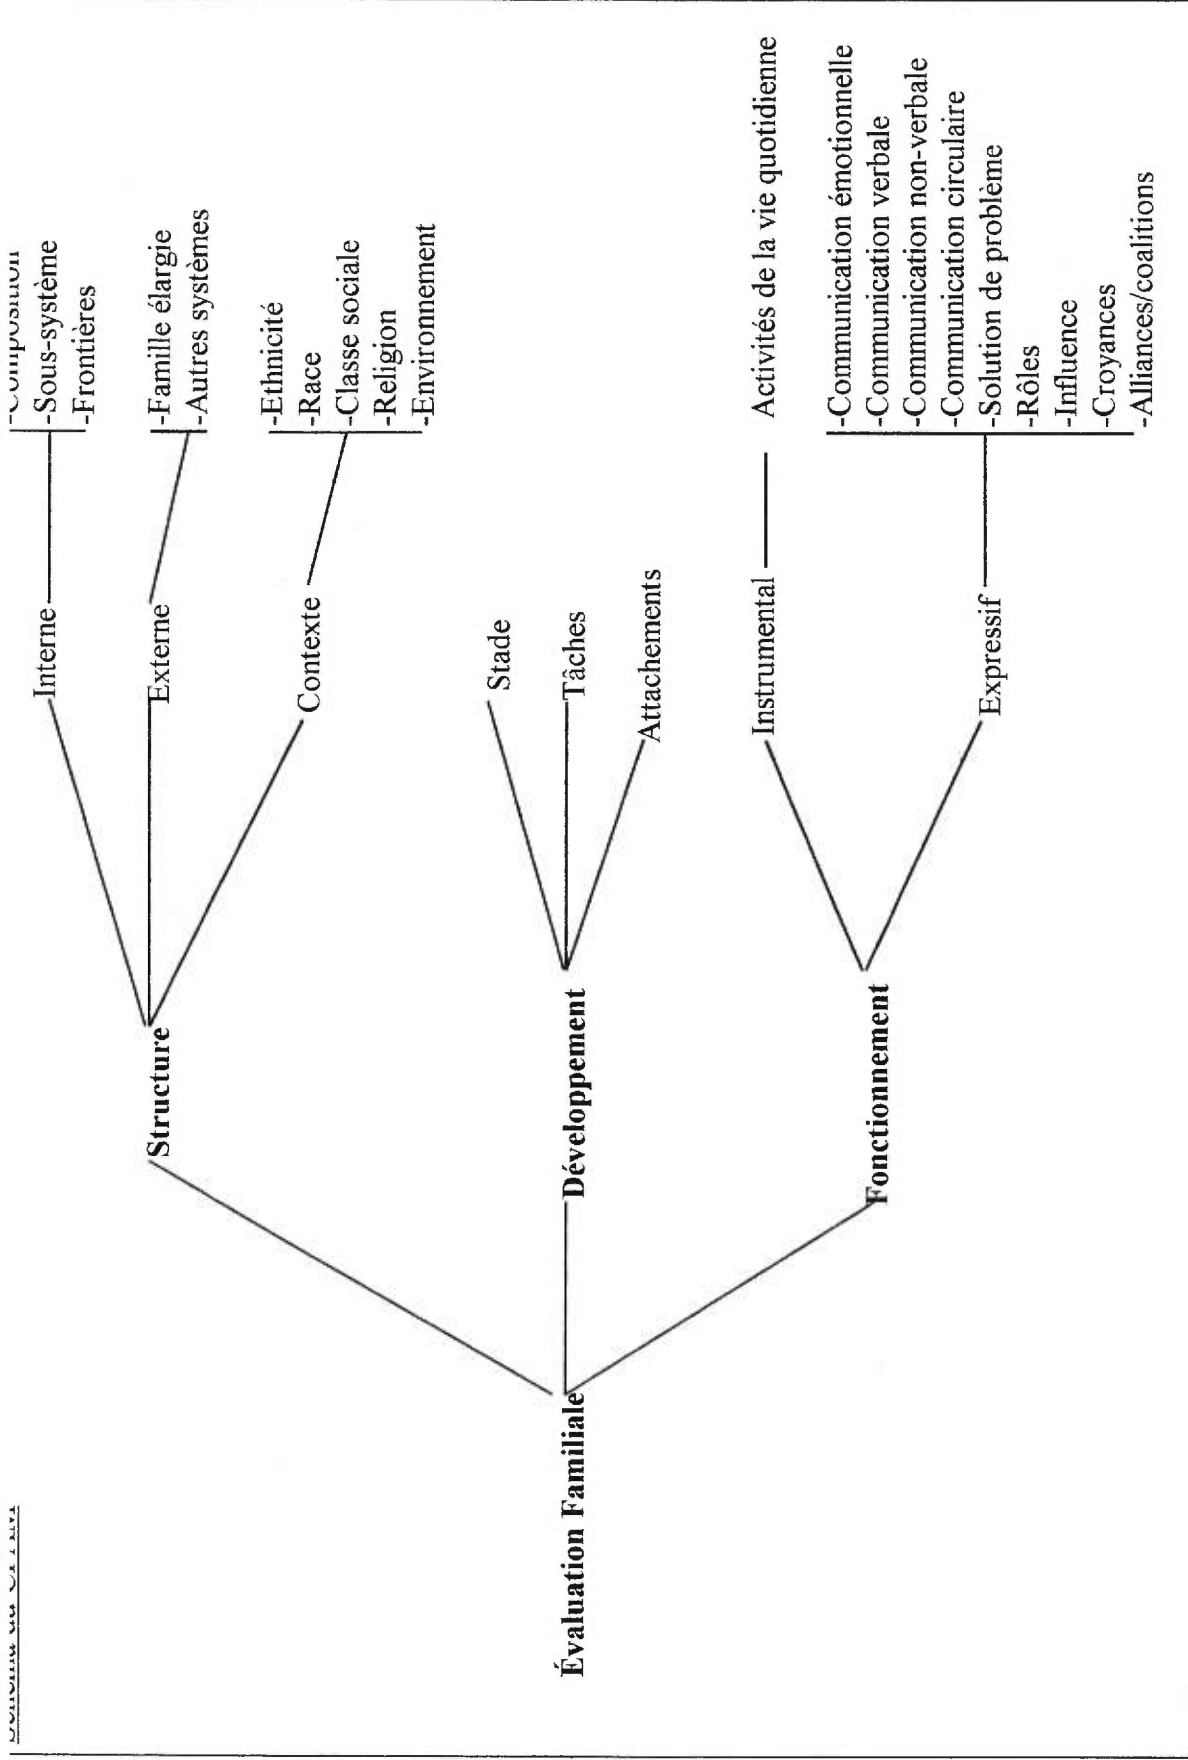 Évaluation Familiale
Structure
Interne
-Composition
-Sous-système
-Frontières
Externe
-Famille élargie
-Autres systèmes
Contexte
-Ethnicité
-Race
-Classe sociale
-Religion
-Environnement
Développement
Stade
Tâches
Attachements
Fonctionnement
Instrumental
Activités de la vie quotidienne
Expressif
-Communication émotionnelle
-Communication verbale
-Communication non-verbale
-Communication circulaire
-Solution de problème
-Rôles
-Influence
-Croyances
-Alliances/coalitions